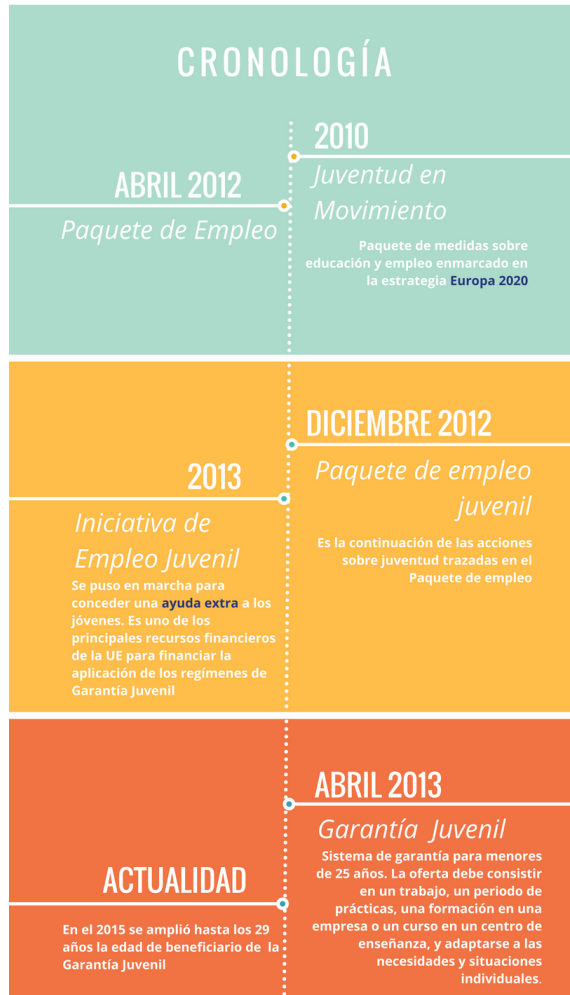 CRONOLOGÍA
2010
Juventud en
Movimiento
Paquete de medidas sobre
educación y empleo enmarcado en
la estrategia Europa 2020
ABRIL 2012
Paquete de Empleo
DICIEMBRE 2012
Paquete de empleo
juvenil
Es la continuación de las acciones
sobre juventud trazadas en el
Paquete de empleo
2013
Iniciativa de
Empleo Juvenil
Se puso en marcha para
conceder una ayuda extra a los
jóvenes. Es uno de los
principales recursos financieros
de la UE para financiar la
aplicación de los regímenes de
Garantía Juvenil
ABRIL 2013
Garantía Juvenil
Sistema de garantía para menores
de 25 años. La oferta debe consistir
en un trabajo, un periodo de
prácticas, una formación en una
empresa o un curso en un centro de
enseñanza, y adaptarse a las
necesidades y situaciones
individuales.
ACTUALIDAD
En el 2015 se amplió hasta los 29
años la edad de beneficiario de la
Garantía Juvenil